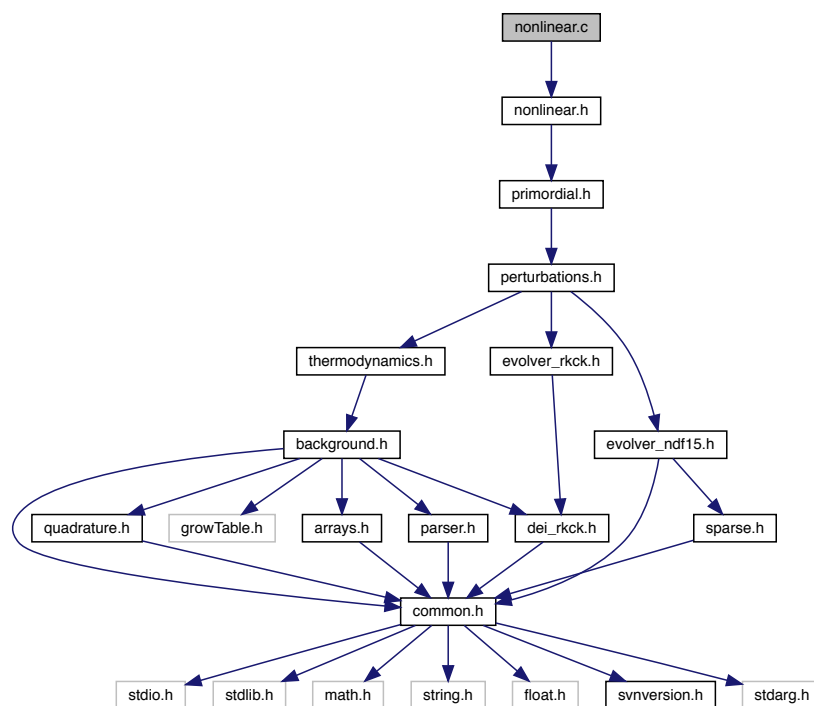 nonlinear.c
nonlinear.h
primordial.h
perturbations.h
thermodynamics.h
evolver_rkck.h
background.h
evolver_ndf15.h
quadrature.h
growTable.h
arrays.h
parser.h
dei_rkck.h
sparse.h
common.h
stdio.h
stdlib.h
math.h
string.h
float.h
svnversion.h
stdarg.h